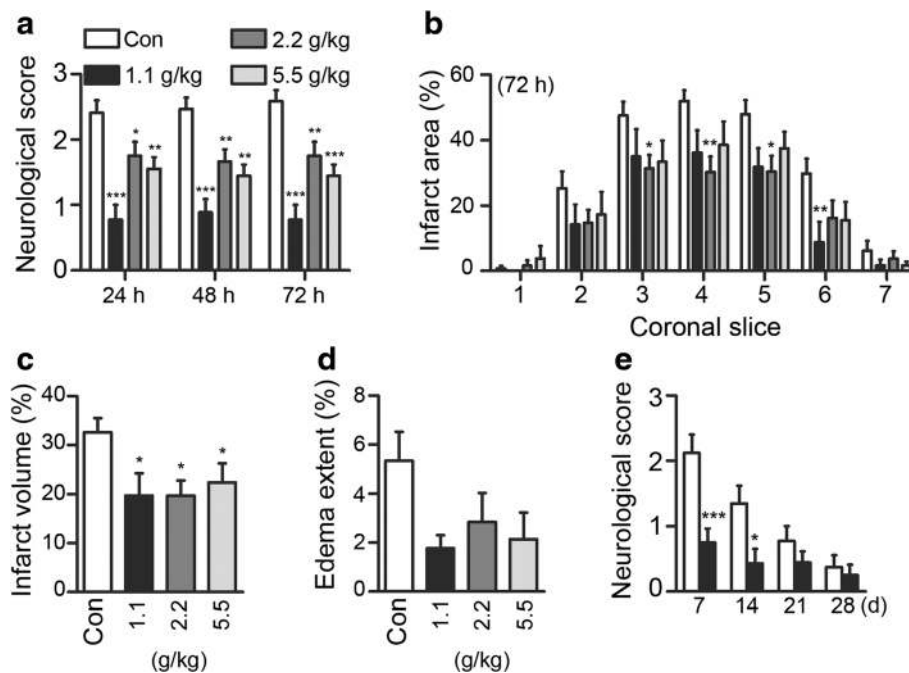 a
Con
2.2 g/kg
1.1 g/kg
5.5 g/kg
Neurological score
3
2
1
0
*** * **
*** ** **
*** ** ***
24 h 48 h 72 h
b
(72 h)
Infarct area (%)
60
40
20
0
* ** * **
1 2 3 4 5 6 7
Coronal slice
c
Infarct volume (%)
40
30
20
10
0
* * *
Con 1.1 2.2 5.5
(g/kg)
d
Edema extent (%)
8
6
4
2
0
Con 1.1 2.2 5.5
(g/kg)
e
Neurological score
3
2
1
0
*** *
7 14 21 28 (d)